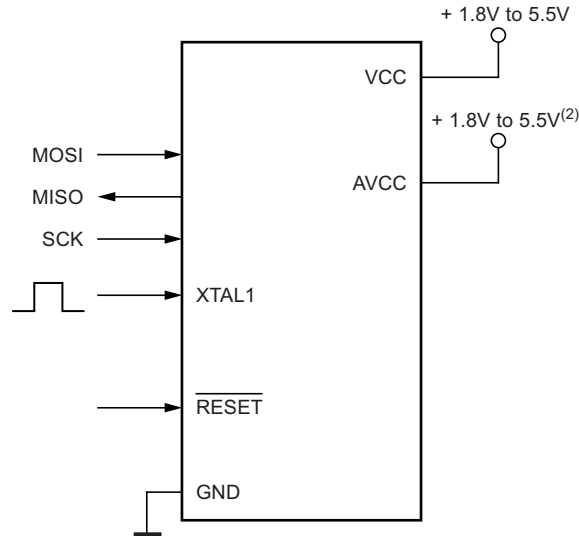 + 1.8V to 5.5V
VCC
+ 1.8V to 5.5V(2)
MOSI
AVCC
MISO
SCK
XTAL1
RESET
GND